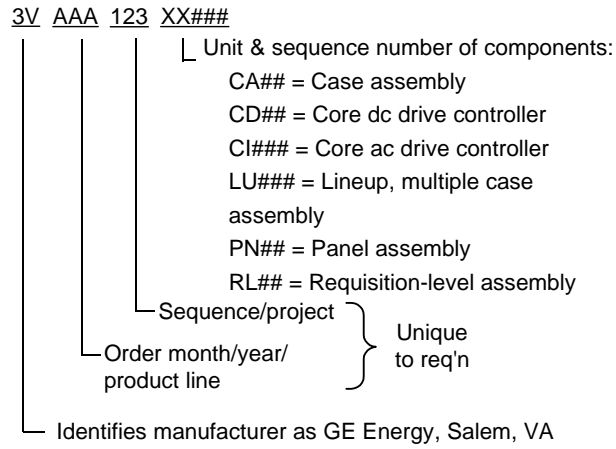 3V AAA 123 XX###
Unit & sequence number of components:
CA## = Case assembly
CD## = Core dc drive controller
CI### = Core ac drive controller
LU### = Lineup, multiple case
assembly
PN## = Panel assembly
RL## = Requisition-level assembly
Sequence/project
Order month/year/
product line
Unique
to req'n
Identifies manufacturer as GE Energy, Salem, VA